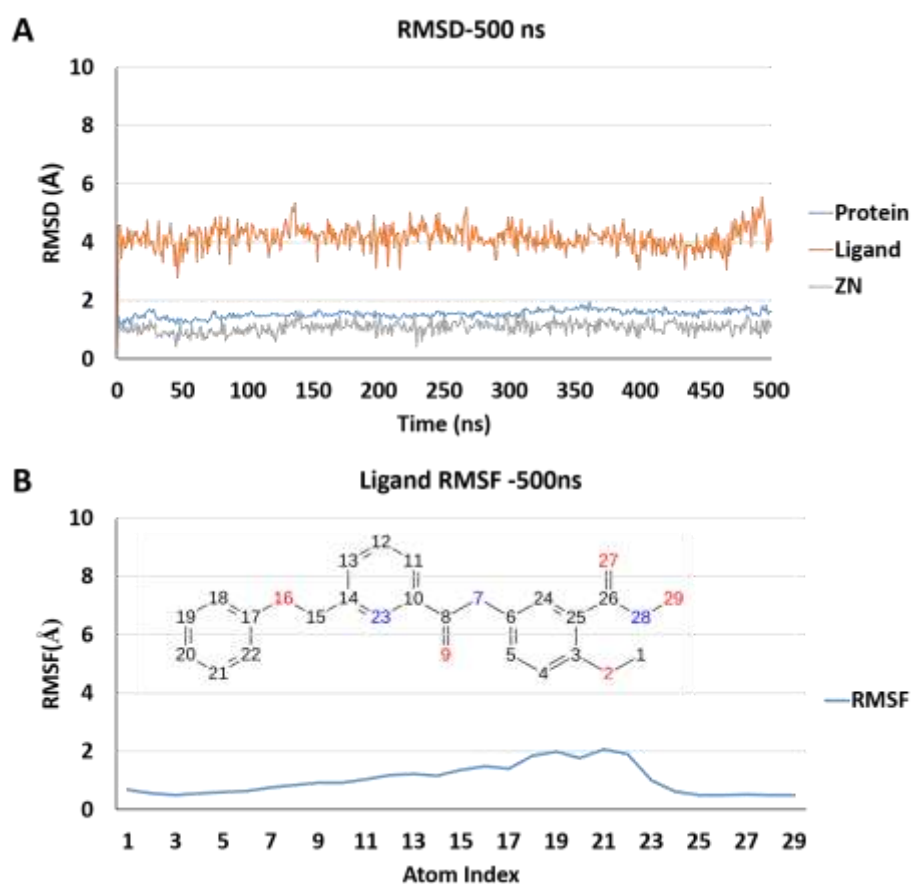 A
RMSD-500 ns
10
8
6
4
2
0
RMSD (Å)
0 50 100 150 200 250 300 350 400 450 500
Time (ns)
Protein
Ligand
ZN
B
Ligand RMSF -500ns
10
8
6
4
2
0
RMSF(Å)
12
13 11 27
18 16 14 10 7 24 26 29
19 17 15 23 8 6 25 28
20 22 9 5 3 1
21 4 2
RMSF
1 3 5 7 9 11 13 15 17 19 21 23 25 27 29
Atom Index